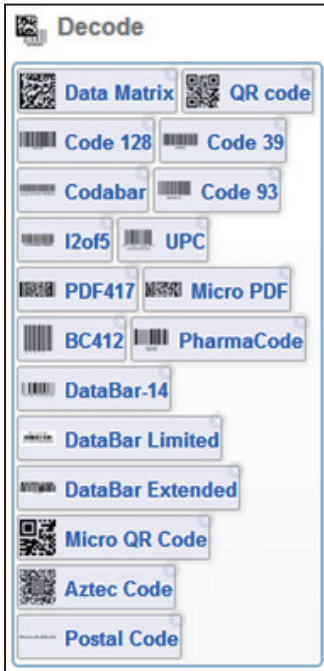 Decode
Data Matrix QR code
Code 128 Code 39
Codabar Code 93
I2of5 UPC
PDF417 Micro PDF
BC412 PharmaCode
DataBar-14
DataBar Limited
DataBar Extended
Micro QR Code
Aztec Code
Postal Code